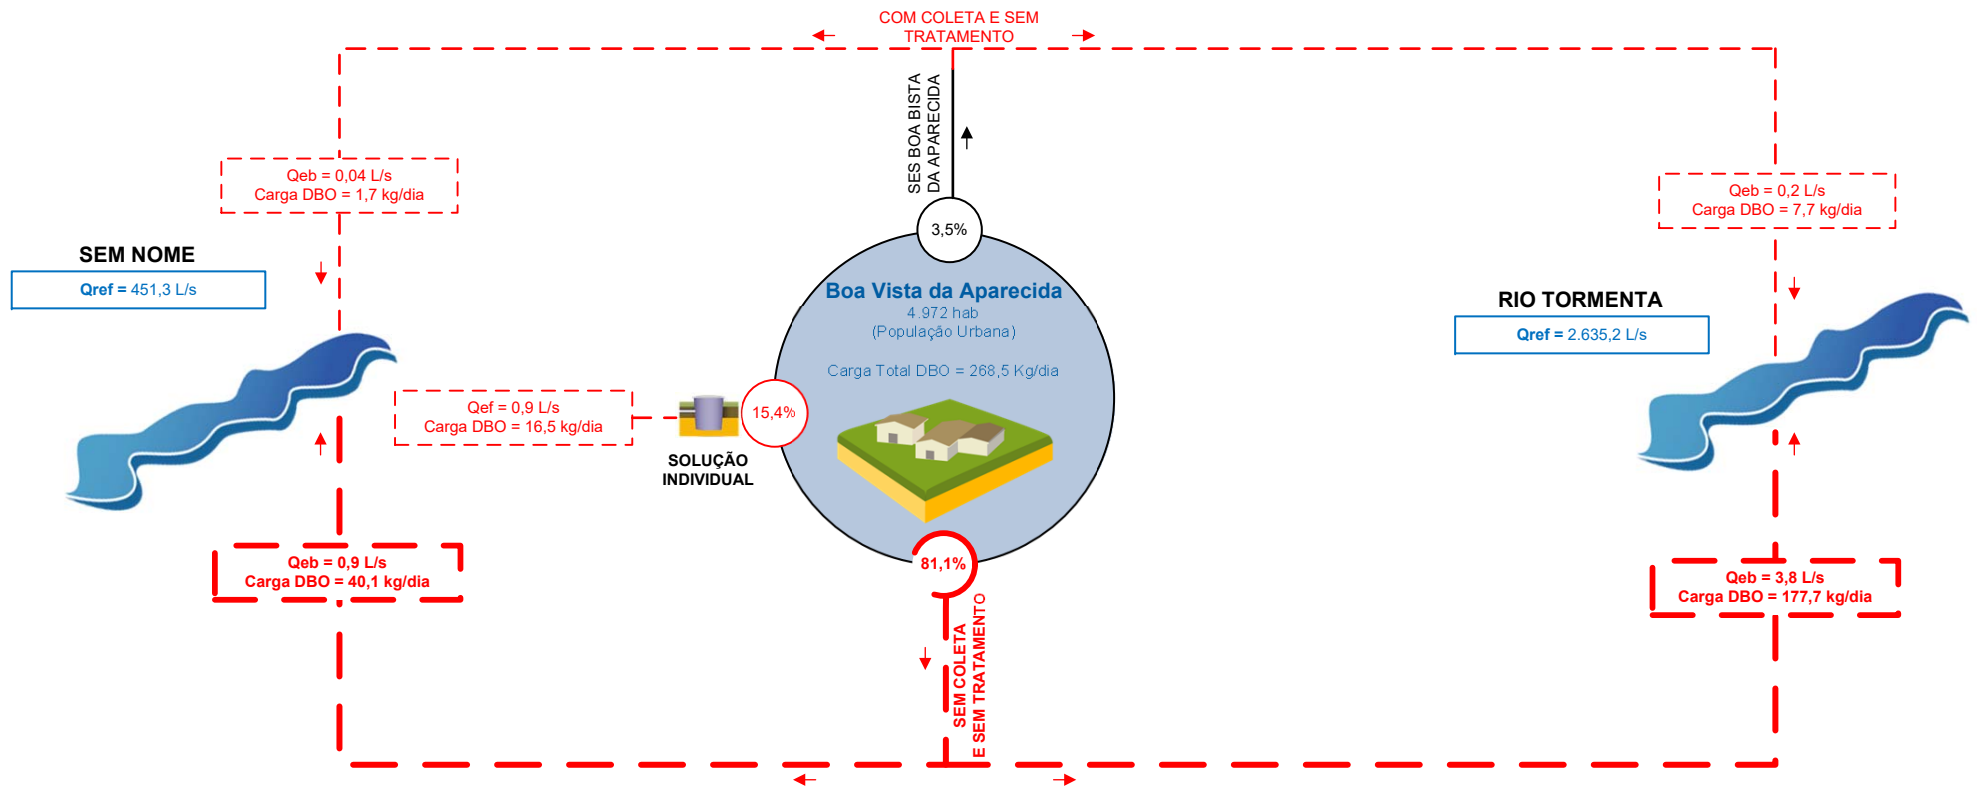 COM COLETA E SEM
TRATAMENTO
SES BOA BISTA
DA APARECIDA
Qeb = 0,04 L/s
Carga DBO = 1,7 kg/dia
Qeb = 0,2 L/s
Carga DBO = 7,7 kg/dia
3,5%
SEM NOME
Qref = 451,3 L/s
Boa Vista da Aparecida
4.972 hab
(População Urbana)
Carga Total DBO = 268,5 Kg/dia
RIO TORMENTA
Qref = 2.635,2 L/s
Qef = 0,9 L/s
Carga DBO = 16,5 kg/dia
15,4%
SOLUÇÃO
INDIVIDUAL
Qeb = 0,9 L/s
Carga DBO = 40,1 kg/dia
81,1%
Qeb = 3,8 L/s
Carga DBO = 177,7 kg/dia
SEM COLETA
E SEM TRATAMENTO